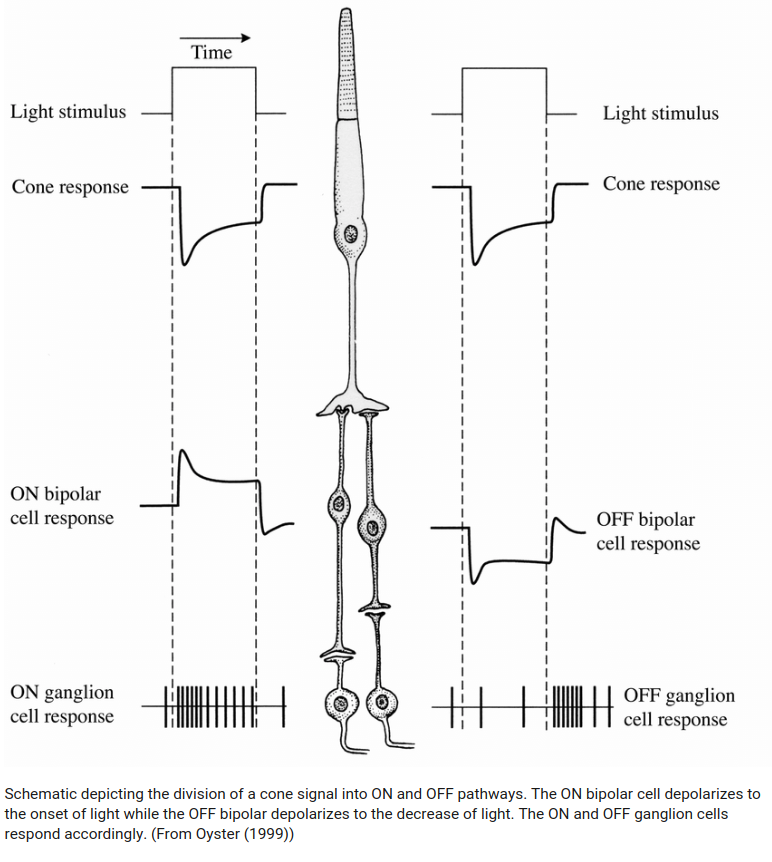 Time
Light stimulus
Light stimulus
Cone response
Cone response
ON bipolar
cell response
OFF bipolar
cell response
ON ganglion
cell response
OFF ganglion
cell response
Schematic depicting the division of a cone signal into ON and OFF pathways. The ON bipolar cell depolarizes to
the onset of light while the OFF bipolar depolarizes to the decrease of light. The ON and OFF ganglion cells
respond accordingly. (From Oyster (1999))